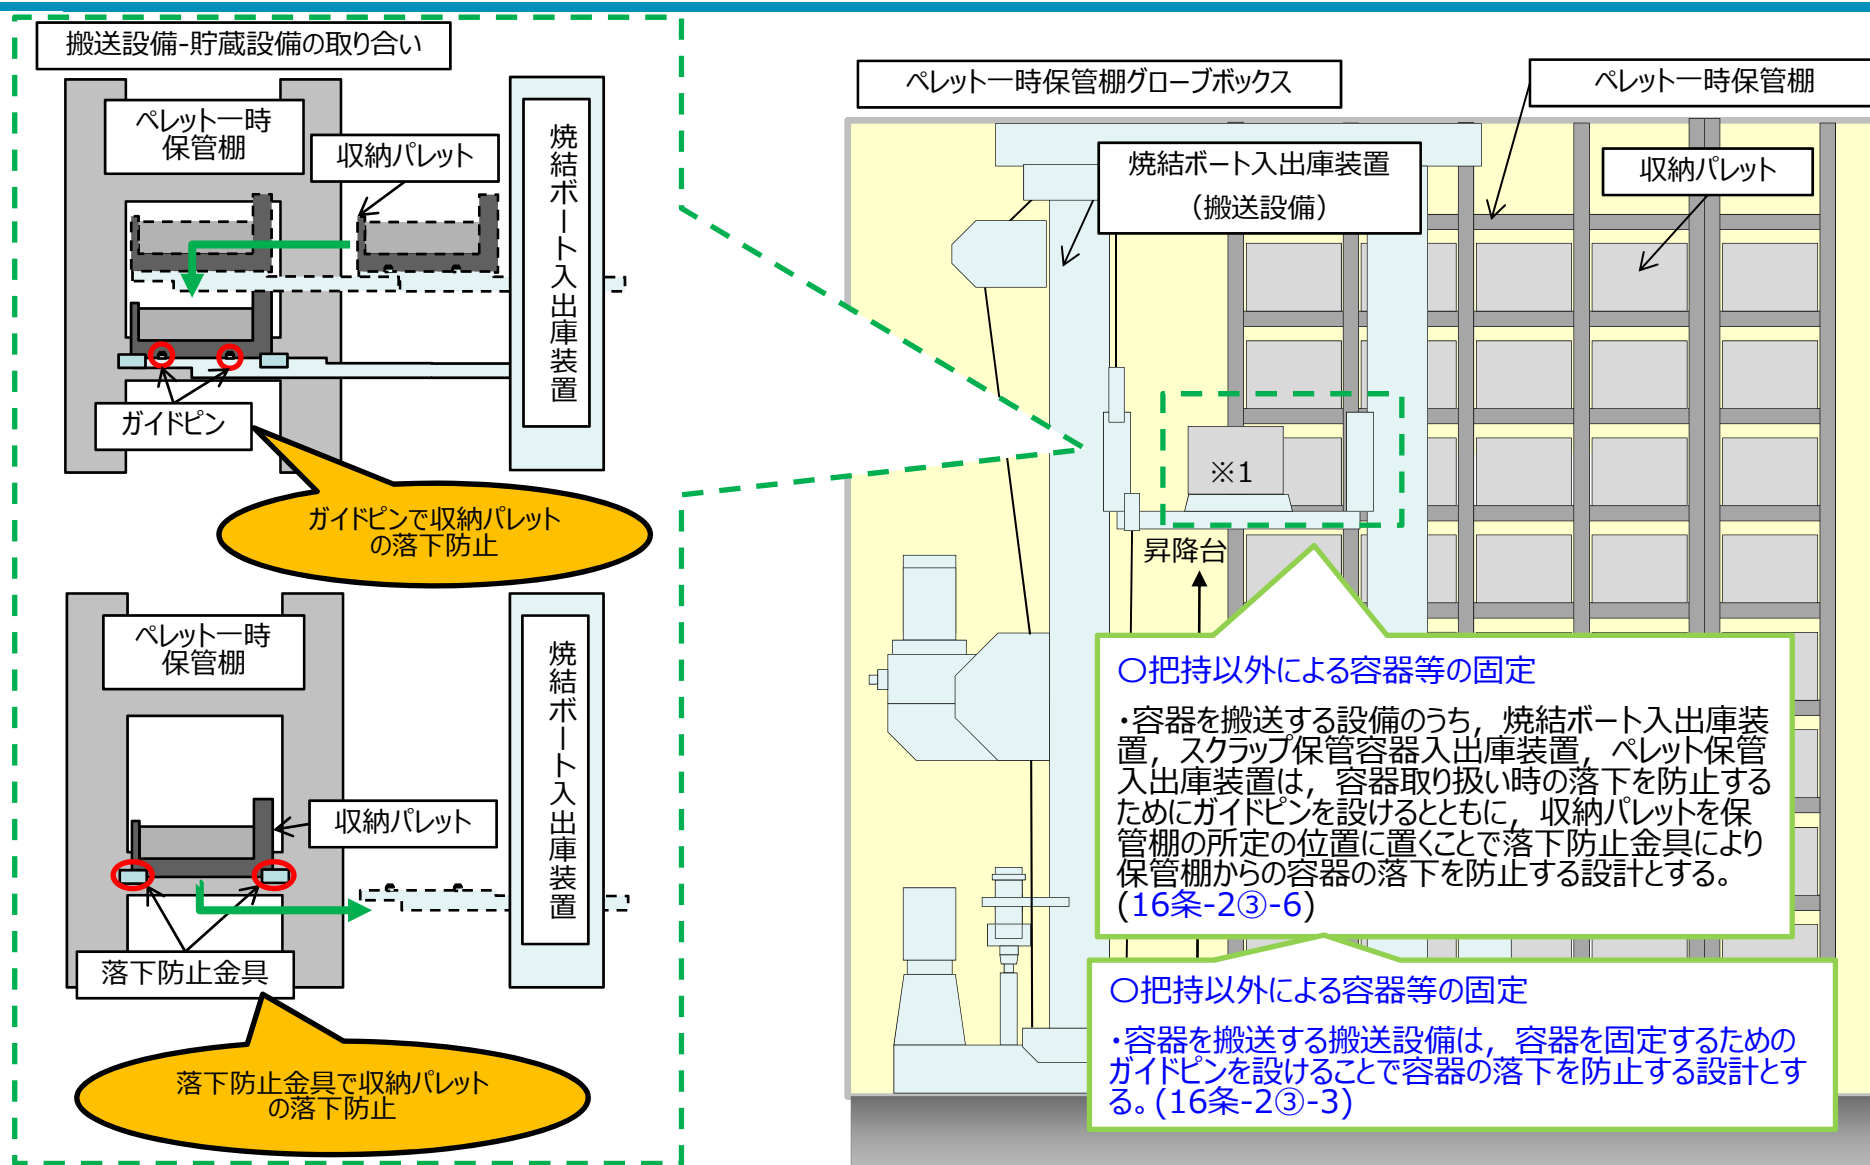 搬送設備-貯蔵設備の取り合い
ペレット一時
保管棚
収納パレット
焼結ボート入出庫装置
ガイドピン
ガイドピンで収納パレット
の落下防止
ペレット一時
保管棚
収納パレット
焼結ボート入出庫装置
落下防止金具
落下防止金具で収納パレット
の落下防止
ペレット一時保管棚グローブボックス
ペレット一時保管棚
焼結ボート入出庫装置
（搬送設備）
収納パレット
※1
昇降台
〇把持以外による容器等の固定
・容器を搬送する設備のうち，焼結ボート入出庫装
置，スクラップ保管容器入出庫装置，ペレット保管
入出庫装置は，容器取り扱い時の落下を防止する
ためにガイドピンを設けるとともに，収納パレットを保
管棚の所定の位置に置くことで落下防止金具により
保管棚からの容器の落下を防止する設計とする。
(16条-2③-6)
〇把持以外による容器等の固定
・容器を搬送する搬送設備は，容器を固定するための
ガイドピンを設けることで容器の落下を防止する設計とす
る。(16条-2③-3)